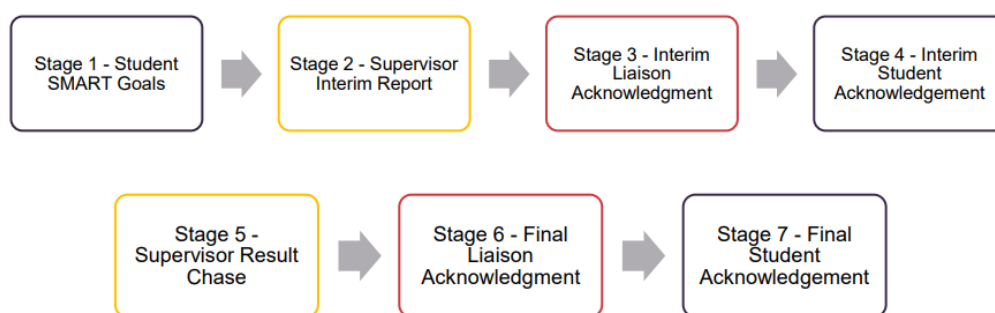 Stage 1 - Student
SMART Goals
Stage 2 - Supervisor
Interim Report
Stage 3 - Interim
Liaison
Acknowledgment
Stage 4 - Interim
Student
Acknowledgement
Stage 5 -
Supervisor Result
Chase
Stage 6 - Final
Liaison
Acknowledgment
Stage 7 - Final
Student
Acknowledgement